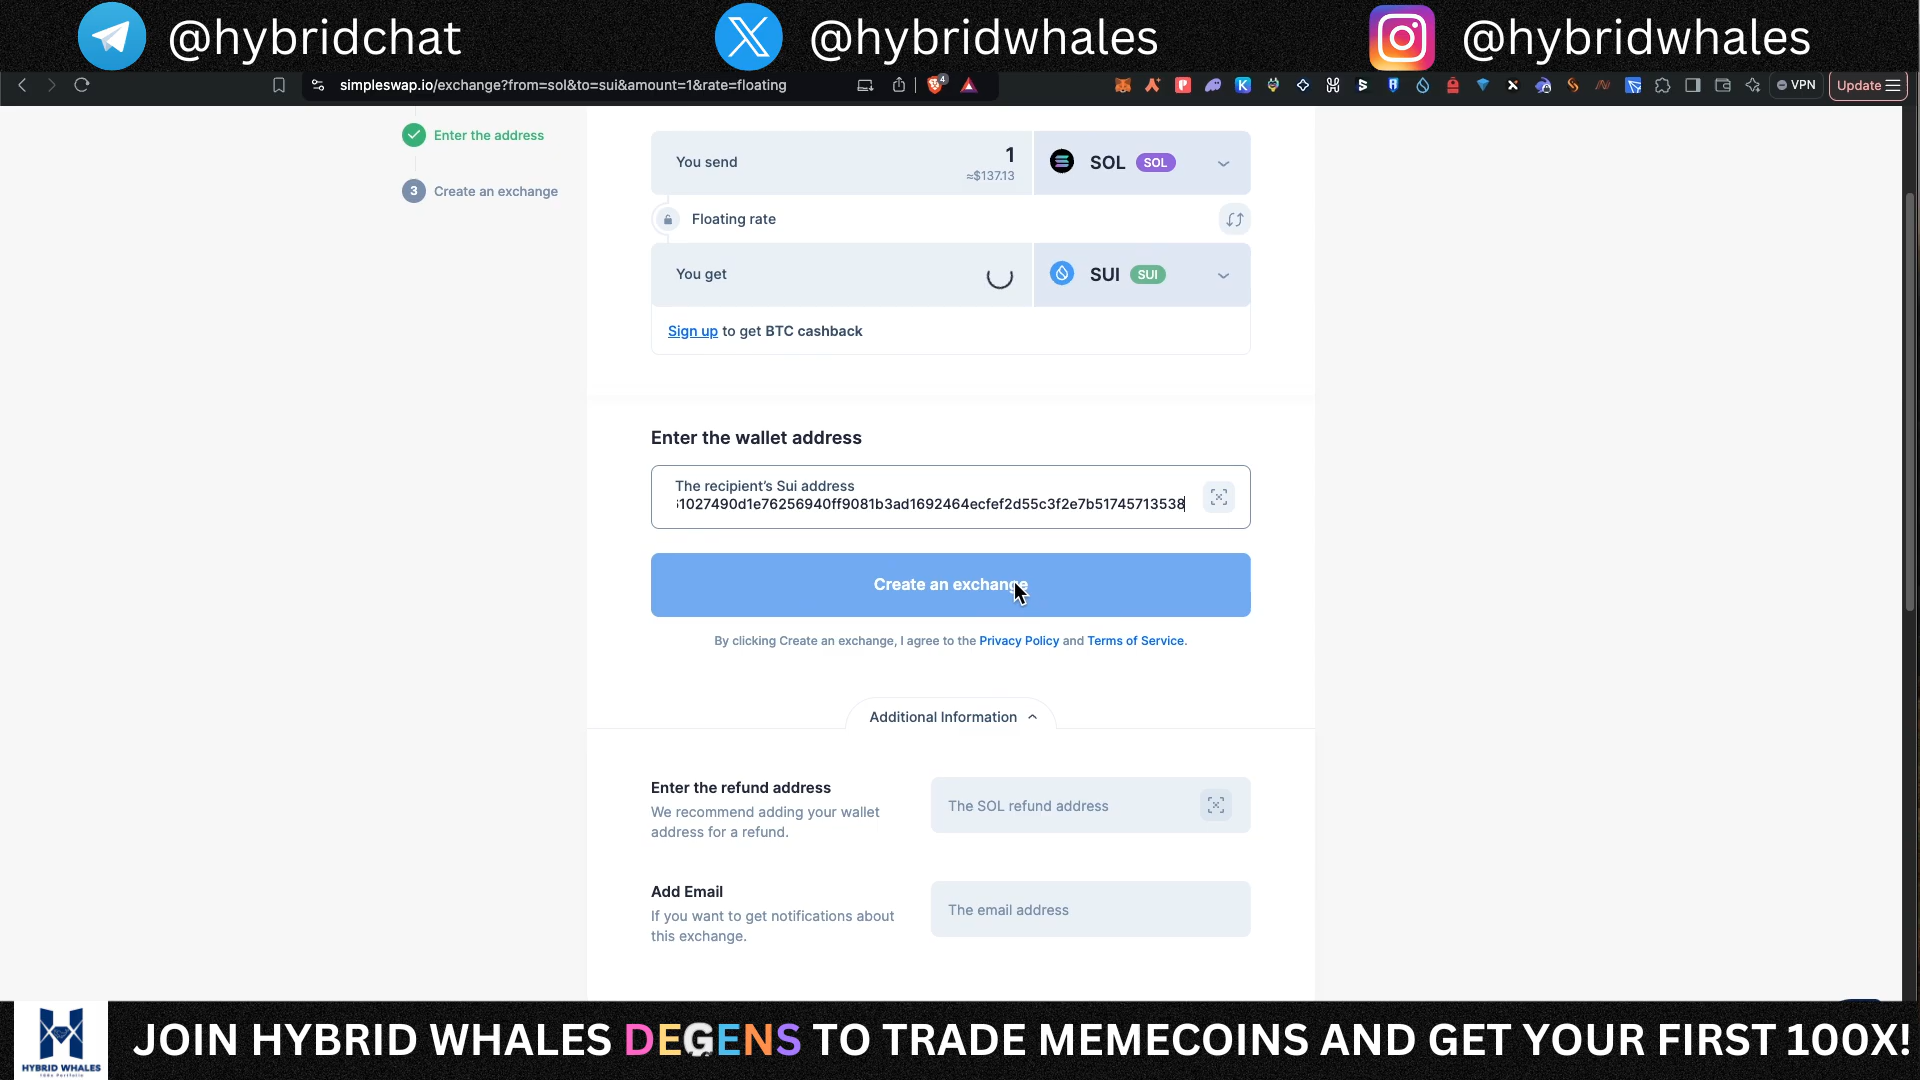 @hybridchat
@hybridwhales
@hybridwhales
simpleswap.io/exchange?from=sol&to=sui&amount=1&rate=floating
4
VPN
Update
Enter the address
3 Create an exchange
You send
1
≈$137.13
SOL SOL
Floating rate
You get
SUI SUI
Sign up to get BTC cashback
Enter the wallet address
The recipient's Sui address
1027490d1e76256940ff9081b3ad1692464ecfef2d55c3f2e7b51745713538
Create an exchange
By clicking Create an exchange, I agree to the Privacy Policy and Terms of Service.
Additional Information
Enter the refund address
We recommend adding your wallet
address for a refund.
The SOL refund address
Add Email
If you want to get notifications about
this exchange.
The email address
HYBRID WHALES
JOIN HYBRID WHALES DEGENS TO TRADE MEMECOINS AND GET YOUR FIRST 100X!